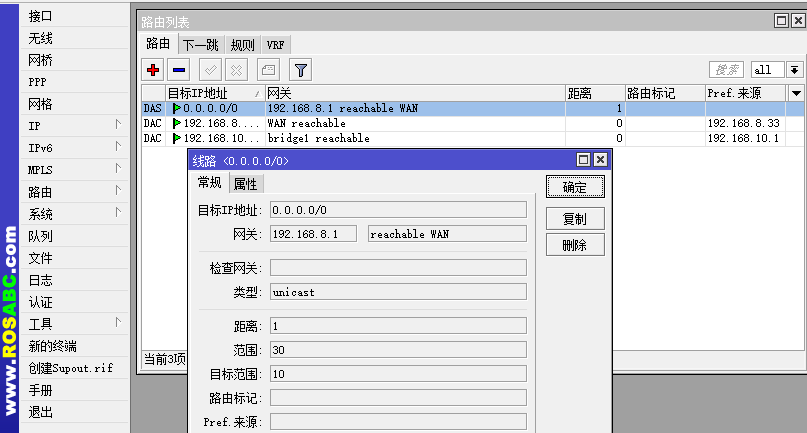 www.ROSABC.com
接口
无线
网桥
PPP
网格
IP
IPv6
MPLS
路由
系统
队列
文件
日志
认证
工具
新的终端
创建Supout.rif
手册
退出
路由列表
路由 下一跳 规则 VRF
搜索 all
目标IP地址 网关 距离 路由标记 Pref.来源
DAS 0.0.0.0/0 192.168.8.1 reachable WAN 1
DAC 192.168.8.... WAN reachable 0 192.168.8.33
DAC 192.168.10... bridge1 reachable 0 192.168.10.1
当前3项
线路 <0.0.0.0/0>
常规 属性
目标IP地址: 0.0.0.0/0
网关: 192.168.8.1 reachable WAN
检查网关:
类型: unicast
距离: 1
范围: 30
目标范围: 10
路由标记:
Pref.来源:
确定
复制
删除